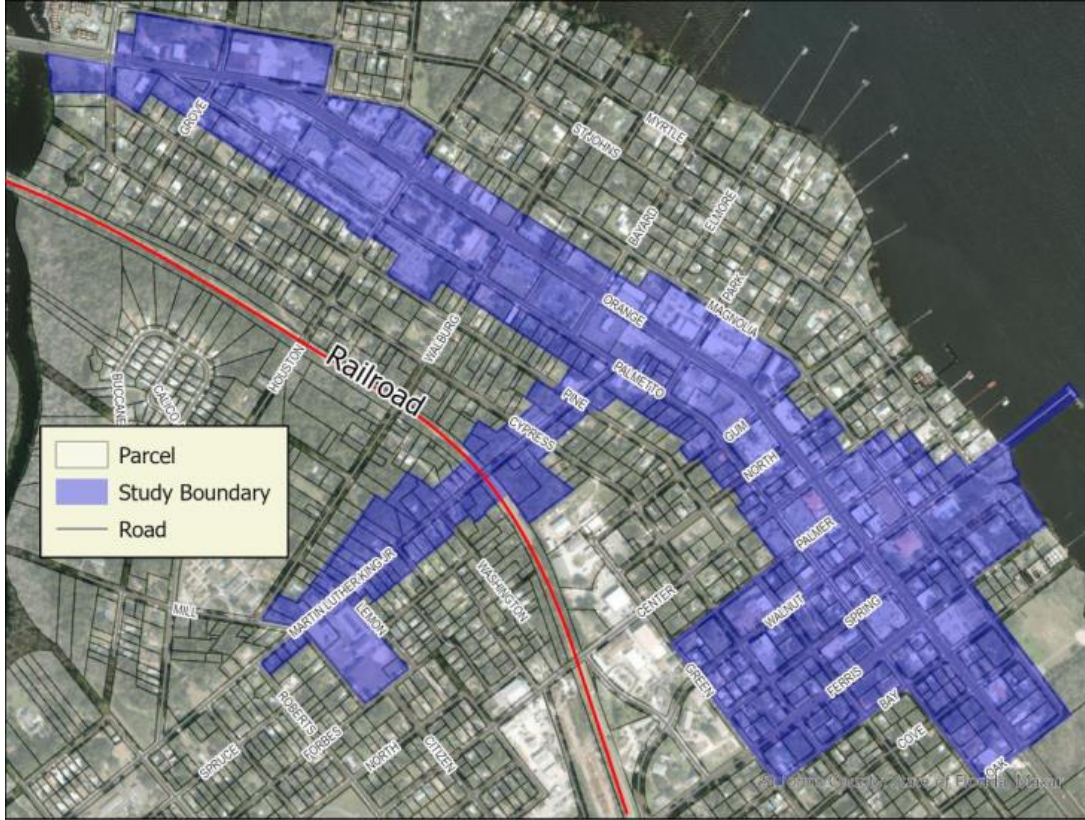 GROVE
ST JOHNS
MYRTLE
BAYARD
ELMORE
PARK
MAGNOLIA
ORANGE
WALBURG
HOUSTON
Railroad
PALMETTO
PINE
CYPRESS
GUM
NORTH
CALICO
Parcel
Study Boundary
Road
PALMER
MARTIN LUTHER KING JR
WASHINGTON
MILL
LEMON
CENTER
WALNUT
SPRING
GREEN
FERRIS
BAY
COVE
OAK
ROBERTS
FORBES
SPRUCE
NORTH
CITIZEN